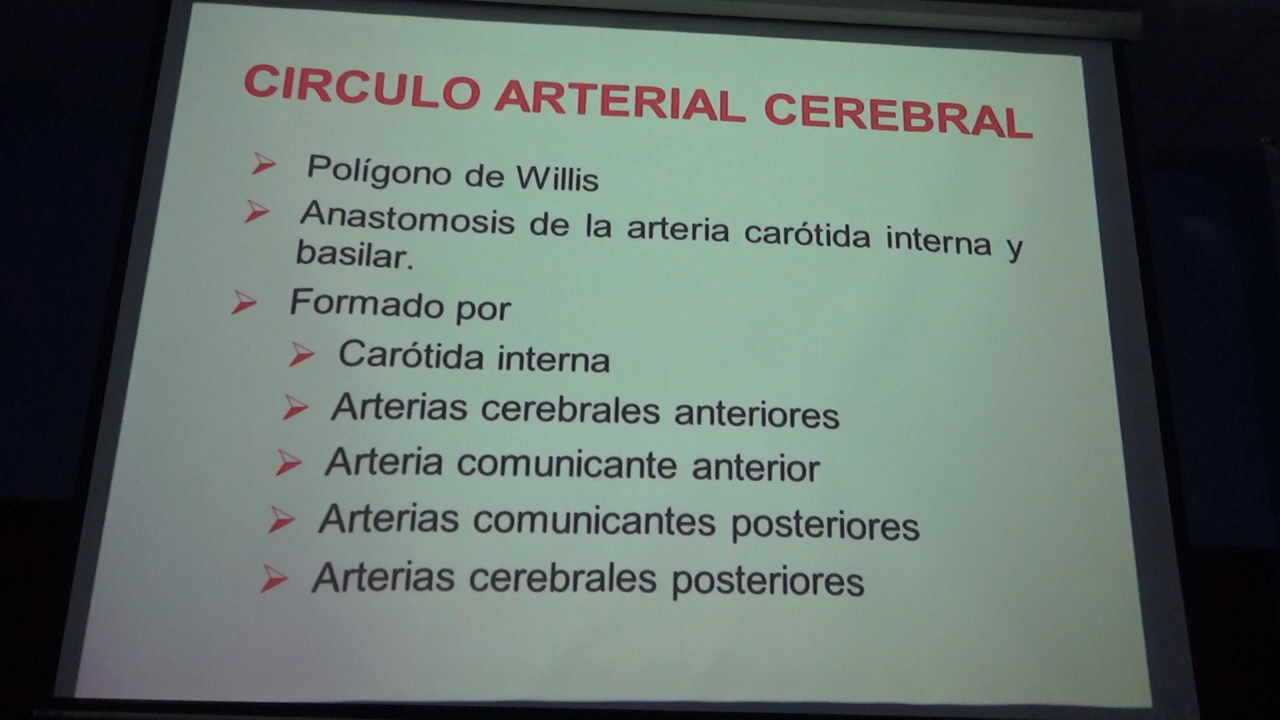 CIRCULO ARTERIAL CEREBRAL
Polígono de Willis
Anastomosis de la arteria carótida interna y
basilar.
Formado por
Carótida interna
Arterias cerebrales anteriores
Arteria comunicante anterior
Arterias comunicantes posteriores
Arterias cerebrales posteriores